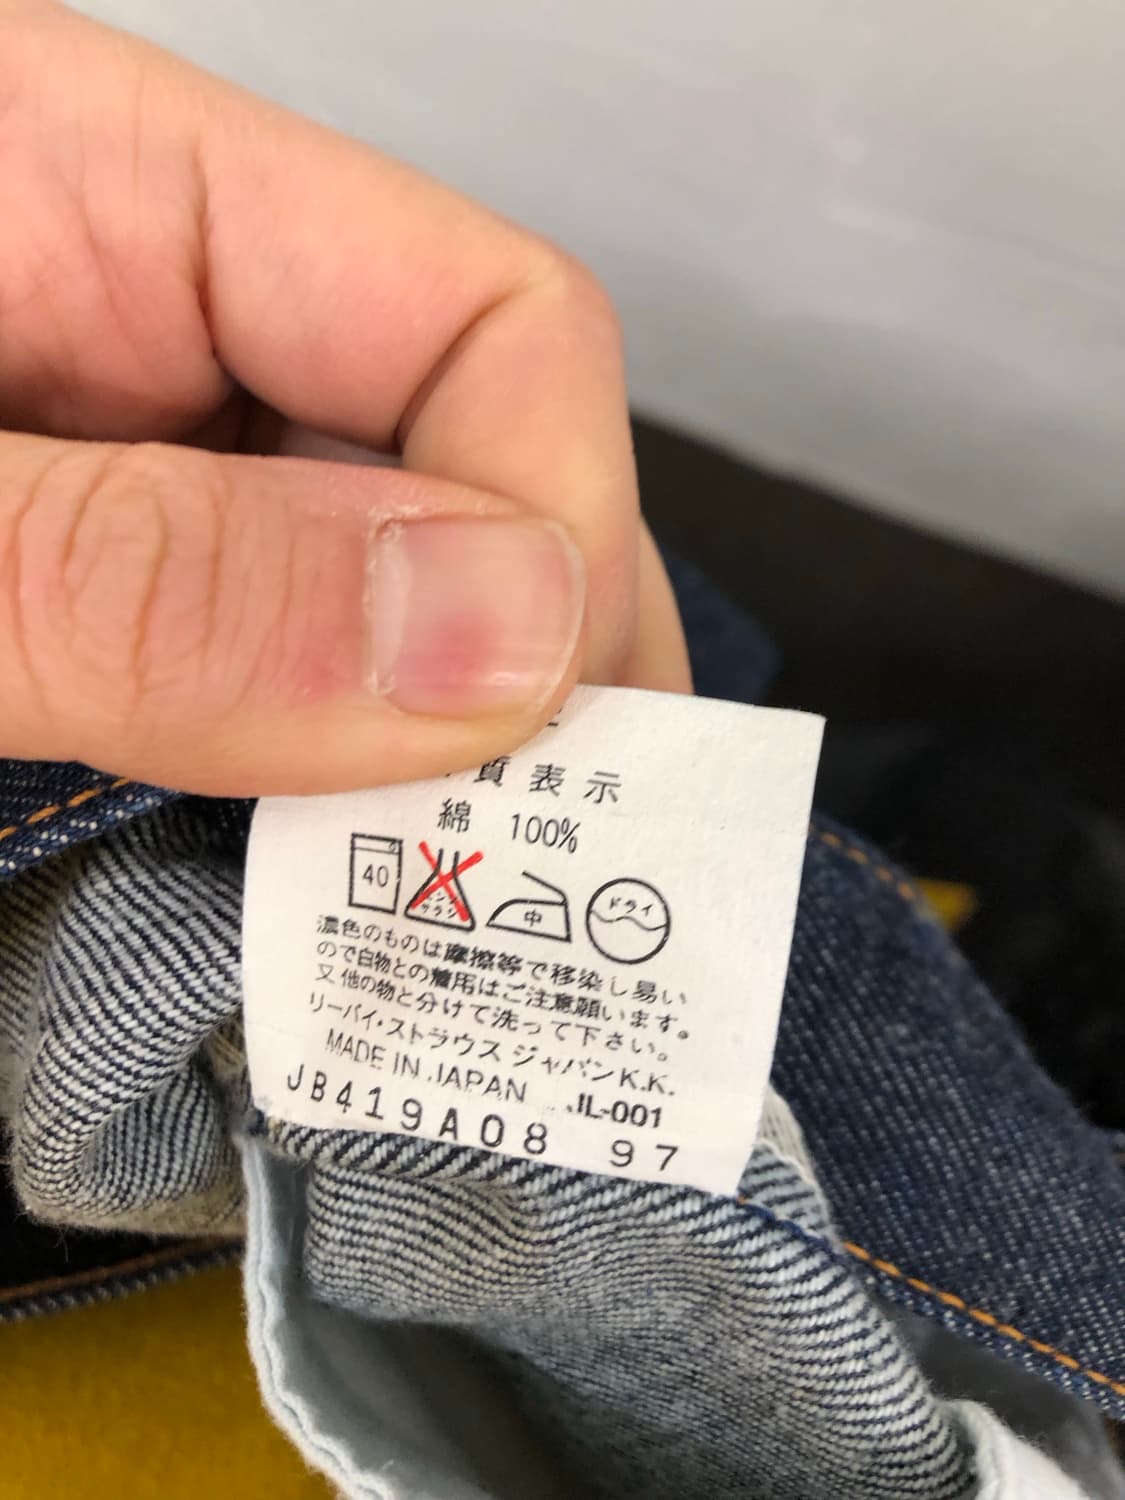 質表示
綿 100%
40 中 ドライ
濃色のものは摩擦等で移染し易い
ので白物との着用はご注意願います。
又他の物と分けて洗って下さい。
リーバイ・ストラウス ジャパンK.K.
MADE IN JAPAN JL-001
JB419A08 97